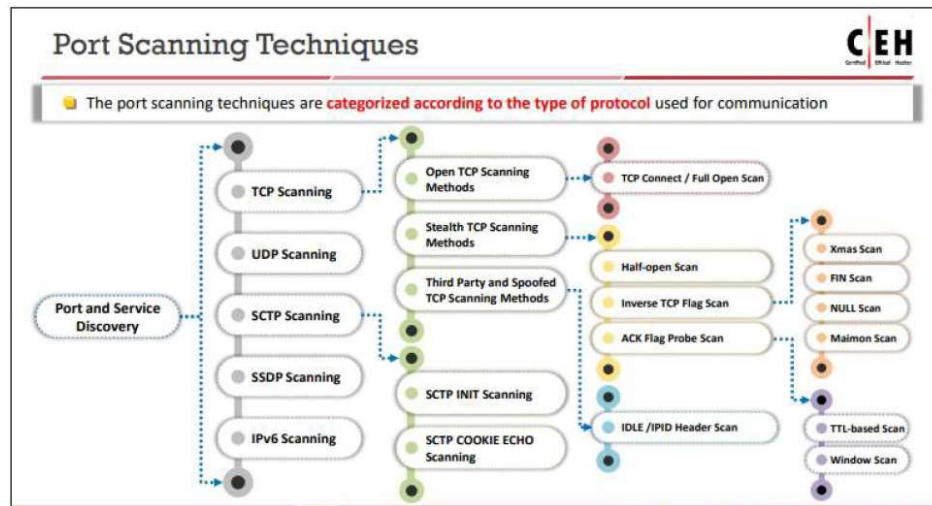 Port Scanning Techniques
C|EH
Certified Ethical Hacker
The port scanning techniques are categorized according to the type of protocol used for communication
Port and Service
Discovery
TCP Scanning
UDP Scanning
SCTP Scanning
SSDP Scanning
IPv6 Scanning
Open TCP Scanning
Methods
Stealth TCP Scanning
Methods
Third Party and Spoofed
TCP Scanning Methods
SCTP INIT Scanning
SCTP COOKIE ECHO
Scanning
TCP Connect / Full Open Scan
Half-open Scan
Inverse TCP Flag Scan
ACK Flag Probe Scan
IDLE /IPID Header Scan
Xmas Scan
FIN Scan
NULL Scan
Maimon Scan
TTL-based Scan
Window Scan